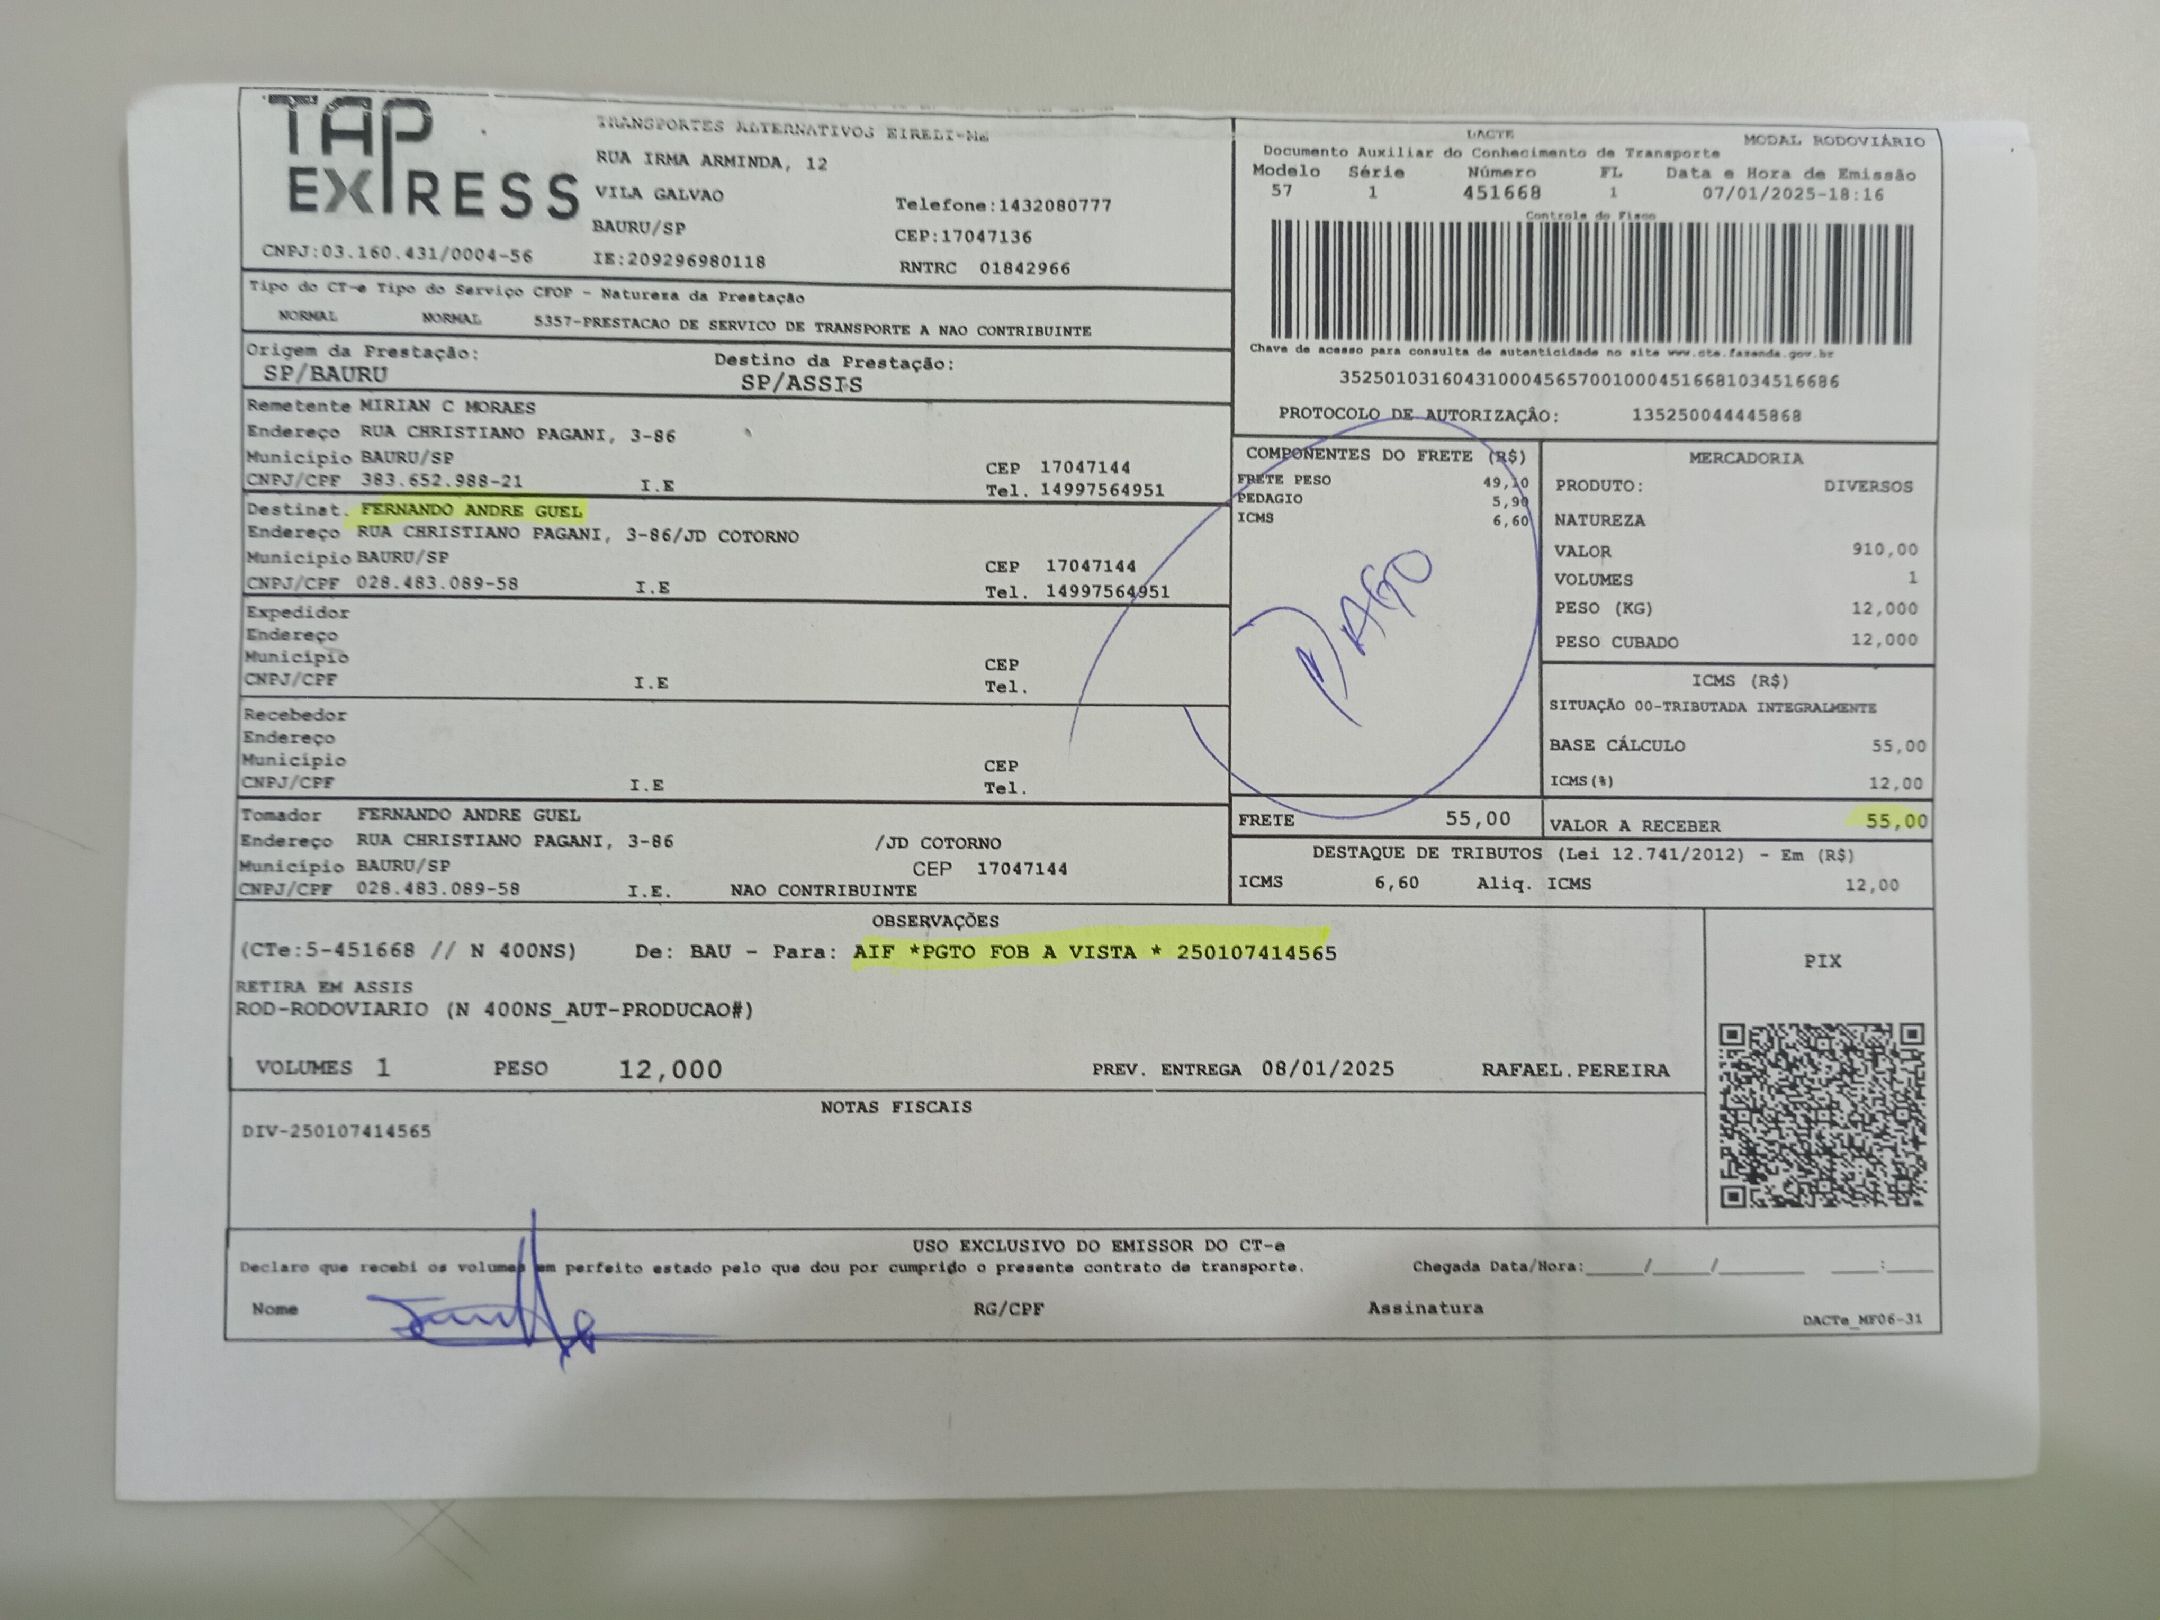 TAP EXPRESS
CNPJ:03.160.431/0004-56
TRANSPORTES ALTERNATIVOS EIRELI-ME
RUA IRMA ARMINDA, 12
VILA GALVAO
BAURU/SP
IE:209296980118
Telefone:1432080777
CEP:17047136
RNTRC 01842966
DACTE
MODAL RODOVIÁRIO
Documento Auxiliar do Conhecimento de Transporte
Modelo Série Número FL Data e Hora de Emissão
57 1 451668 1 07/01/2025-18:16
Controle do Fisco
Chave de acesso para consulta de autenticidade no site www.cte.fazenda.gov.br
35250103160431000456570010004516681034516686
PROTOCOLO DE AUTORIZAÇÃO: 135250044445868
Tipo do CT-e Tipo do Serviço CFOP - Natureza da Prestação
NORMAL NORMAL 5357-PRESTACAO DE SERVICO DE TRANSPORTE A NAO CONTRIBUINTE
Origem da Prestação: Destino da Prestação:
SP/BAURU SP/ASSIS
Remetente MIRIAN C MORAES
Endereço RUA CHRISTIANO PAGANI, 3-86
Município BAURU/SP CEP 17047144
CNPJ/CPF 383.652.988-21 I.E Tel. 14997564951
Destinat. FERNANDO ANDRE GUEL
Endereço RUA CHRISTIANO PAGANI, 3-86/JD COTORNO
Município BAURU/SP CEP 17047144
CNPJ/CPF 028.483.089-58 I.E Tel. 14997564951
Expedidor
Endereço
Município CEP
CNPJ/CPF I.E Tel.
Recebedor
Endereço
Município CEP
CNPJ/CPF I.E Tel.
Tomador FERNANDO ANDRE GUEL
Endereço RUA CHRISTIANO PAGANI, 3-86 /JD COTORNO
Município BAURU/SP CEP 17047144
CNPJ/CPF 028.483.089-58 I.E. NAO CONTRIBUINTE
COMPONENTES DO FRETE (R$)
FRETE PESO 49,10
PEDAGIO 5,90
ICMS 6,60
PAGO
FRETE 55,00
MERCADORIA
PRODUTO: DIVERSOS
NATUREZA
VALOR 910,00
VOLUMES 1
PESO (KG) 12,000
PESO CUBADO 12,000
ICMS (R$)
SITUAÇÃO 00-TRIBUTADA INTEGRALMENTE
BASE CÁLCULO 55,00
ICMS(%) 12,00
VALOR A RECEBER 55,00
DESTAQUE DE TRIBUTOS (Lei 12.741/2012) - Em (R$)
ICMS 6,60 Aliq. ICMS 12,00
OBSERVAÇÕES
(CTe:5-451668 // N 400NS) De: BAU - Para: AIF *PGTO FOB A VISTA * 250107414565
RETIRA EM ASSIS
ROD-RODOVIARIO (N 400NS_AUT-PRODUCAO#)
VOLUMES 1 PESO 12,000 PREV. ENTREGA 08/01/2025 RAFAEL.PEREIRA
PIX
NOTAS FISCAIS
DIV-250107414565
USO EXCLUSIVO DO EMISSOR DO CT-e
Declaro que recebi os volumes em perfeito estado pelo que dou por cumprido o presente contrato de transporte. Chegada Data/Hora:____/____/______ ___:___
Nome RG/CPF Assinatura
DACTe_MF06-31